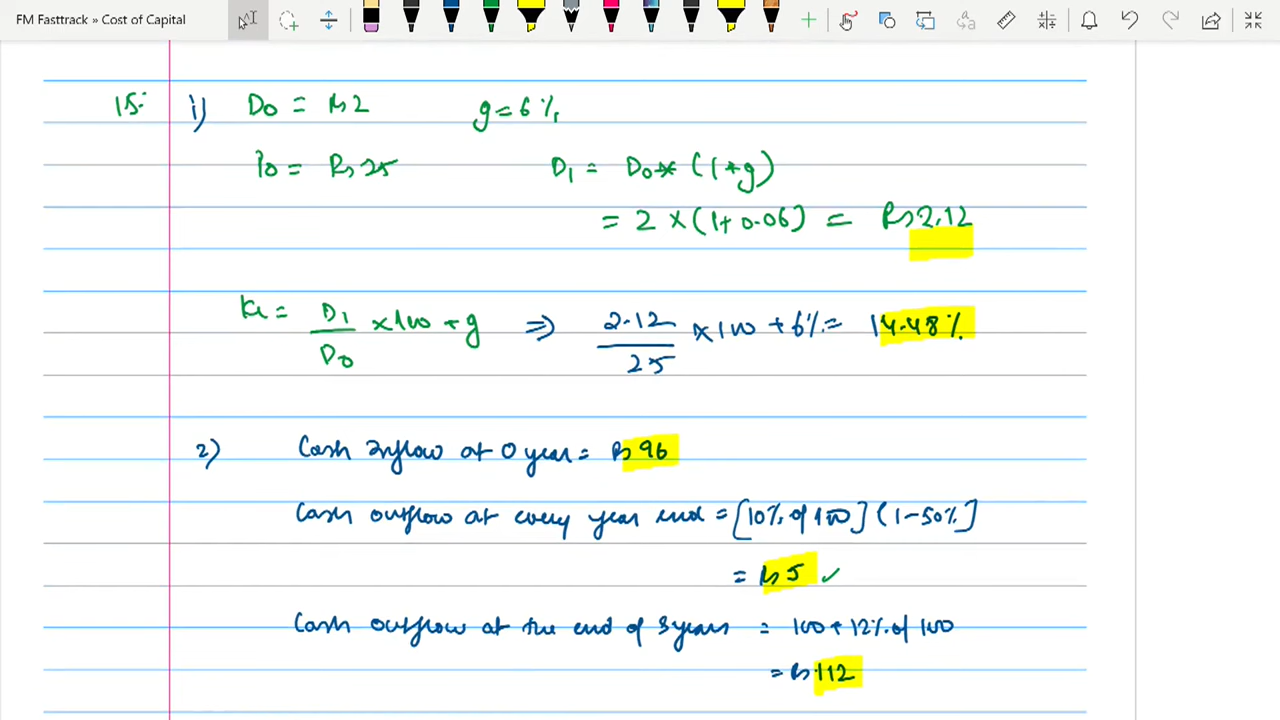 FM Fasttrack » Cost of Capital
15. i) D0 = Rs 2 g = 6%
P0 = Rs 25 D1 = D0 * (1+g)
= 2 × (1+0.06) = Rs 2.12
Ke = D1/D0 × 100 + g ⇒ 2.12/25 × 100 + 6% = 14.48%
2) Cash Inflow at 0 year = Rs 96
Cash outflow at every year end = [10% of 100] (1-50%]
= Rs 5 ✓
Cash outflow at the end of 3 years = 100 + 12% of 100
= Rs 112